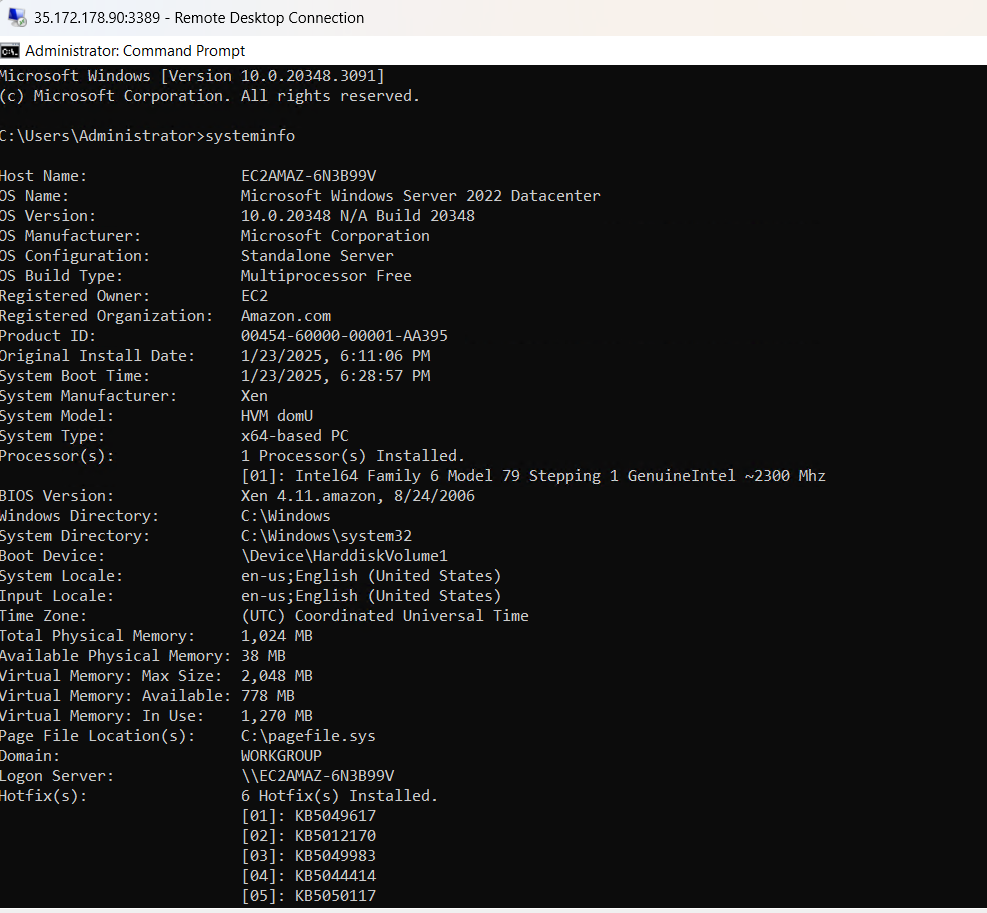 35.172.178.90:3389 - Remote Desktop Connection
Administrator: Command Prompt
Microsoft Windows [Version 10.0.20348.3091]
(c) Microsoft Corporation. All rights reserved.
C:\Users\Administrator>systeminfo
Host Name: EC2AMAZ-6N3B99V
OS Name: Microsoft Windows Server 2022 Datacenter
OS Version: 10.0.20348 N/A Build 20348
OS Manufacturer: Microsoft Corporation
OS Configuration: Standalone Server
OS Build Type: Multiprocessor Free
Registered Owner: EC2
Registered Organization: Amazon.com
Product ID: 00454-60000-00001-AA395
Original Install Date: 1/23/2025, 6:11:06 PM
System Boot Time: 1/23/2025, 6:28:57 PM
System Manufacturer: Xen
System Model: HVM domU
System Type: x64-based PC
Processor(s): 1 Processor(s) Installed.
[01]: Intel64 Family 6 Model 79 Stepping 1 GenuineIntel ~2300 Mhz
BIOS Version: Xen 4.11.amazon, 8/24/2006
Windows Directory: C:\Windows
System Directory: C:\Windows\system32
Boot Device: \Device\HarddiskVolume1
System Locale: en-us;English (United States)
Input Locale: en-us;English (United States)
Time Zone: (UTC) Coordinated Universal Time
Total Physical Memory: 1,024 MB
Available Physical Memory: 38 MB
Virtual Memory: Max Size: 2,048 MB
Virtual Memory: Available: 778 MB
Virtual Memory: In Use: 1,270 MB
Page File Location(s): C:\pagefile.sys
Domain: WORKGROUP
Logon Server: \\EC2AMAZ-6N3B99V
Hotfix(s): 6 Hotfix(s) Installed.
[01]: KB5049617
[02]: KB5012170
[03]: KB5049983
[04]: KB5044414
[05]: KB5050117